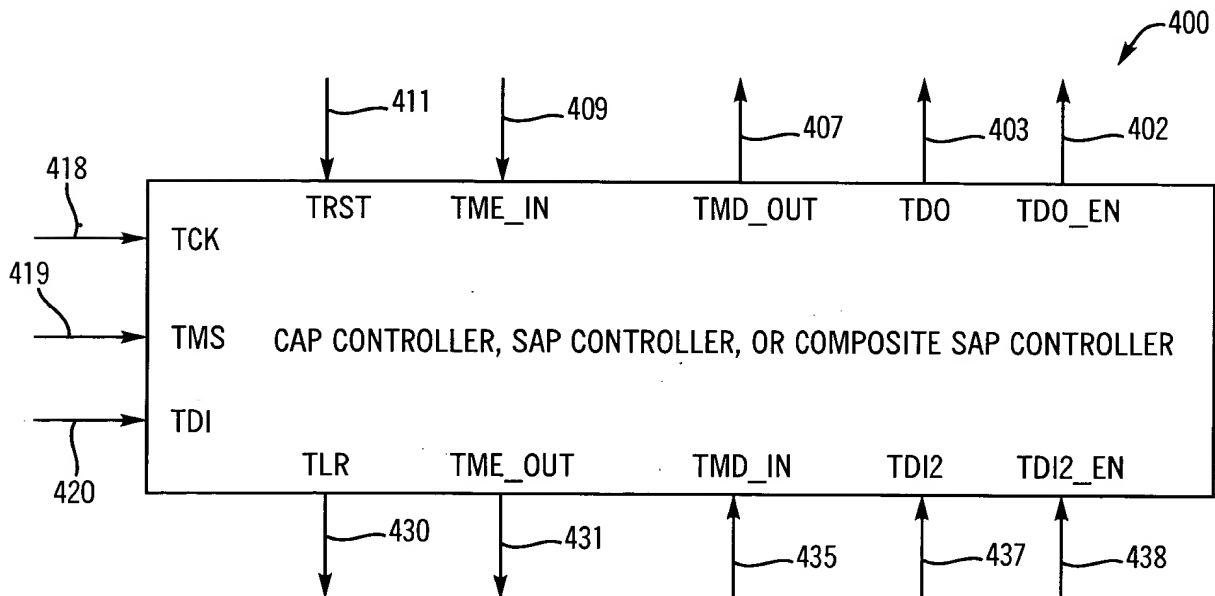 400
411 409 407 403 402
418
TRST TME_IN TMD_OUT TDO TDO_EN
TCK
419
TMS CAP CONTROLLER, SAP CONTROLLER, OR COMPOSITE SAP CONTROLLER
TDI
TLR TME_OUT TMD_IN TDI2 TDI2_EN
420
430 431 435 437 438